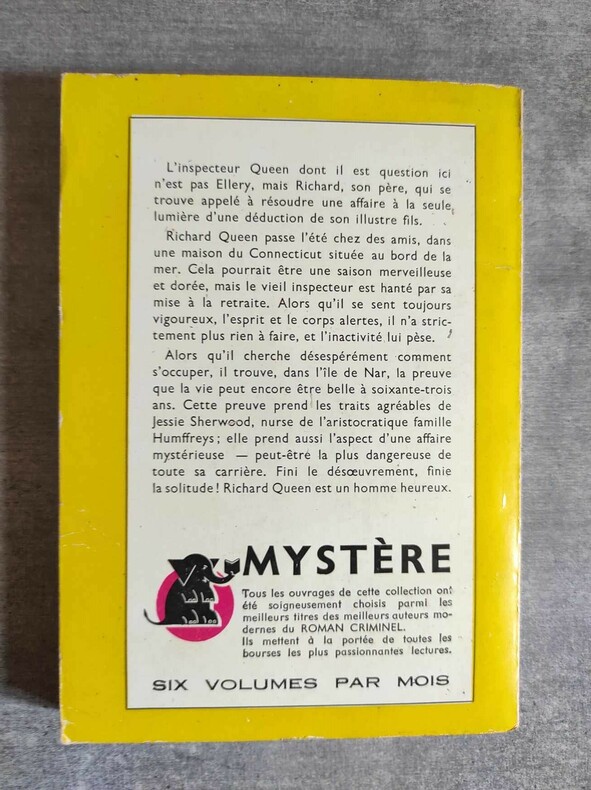 L'inspecteur Queen dont il est question ici
n'est pas Ellery, mais Richard, son père, qui se
trouve appelé à résoudre une affaire à la seule
lumière d'une déduction de son illustre fils.
Richard Queen passe l'été chez des amis, dans
une maison du Connecticut située au bord de la
mer. Cela pourrait être une saison merveilleuse
et dorée, mais le vieil inspecteur est hanté par sa
mise à la retraite. Alors qu'il se sent toujours
vigoureux, l'esprit et le corps alertes, il n'a stric-
tement plus rien à faire, et l'inactivité lui pèse.
Alors qu'il cherche désespérément comment
s'occuper, il trouve, dans l'île de Nar, la preuve
que la vie peut encore être belle à soixante-trois
ans. Cette preuve prend les traits agréables de
Jessie Sherwood, nurse de l'aristocratique famille
Humffreys; elle prend aussi l'aspect d'une affaire
mystérieuse — peut-être la plus dangereuse de
toute sa carrière. Fini le désœuvrement, finie
la solitude! Richard Queen est un homme heureux.
MYSTÈRE
Tous les ouvrages de cette collection ont
été soigneusement choisis parmi les
meilleurs titres des meilleurs auteurs mo-
dernes du ROMAN CRIMINEL.
Ils mettent à la portée de toutes les
bourses les plus passionnantes lectures.
SIX VOLUMES PAR MOIS